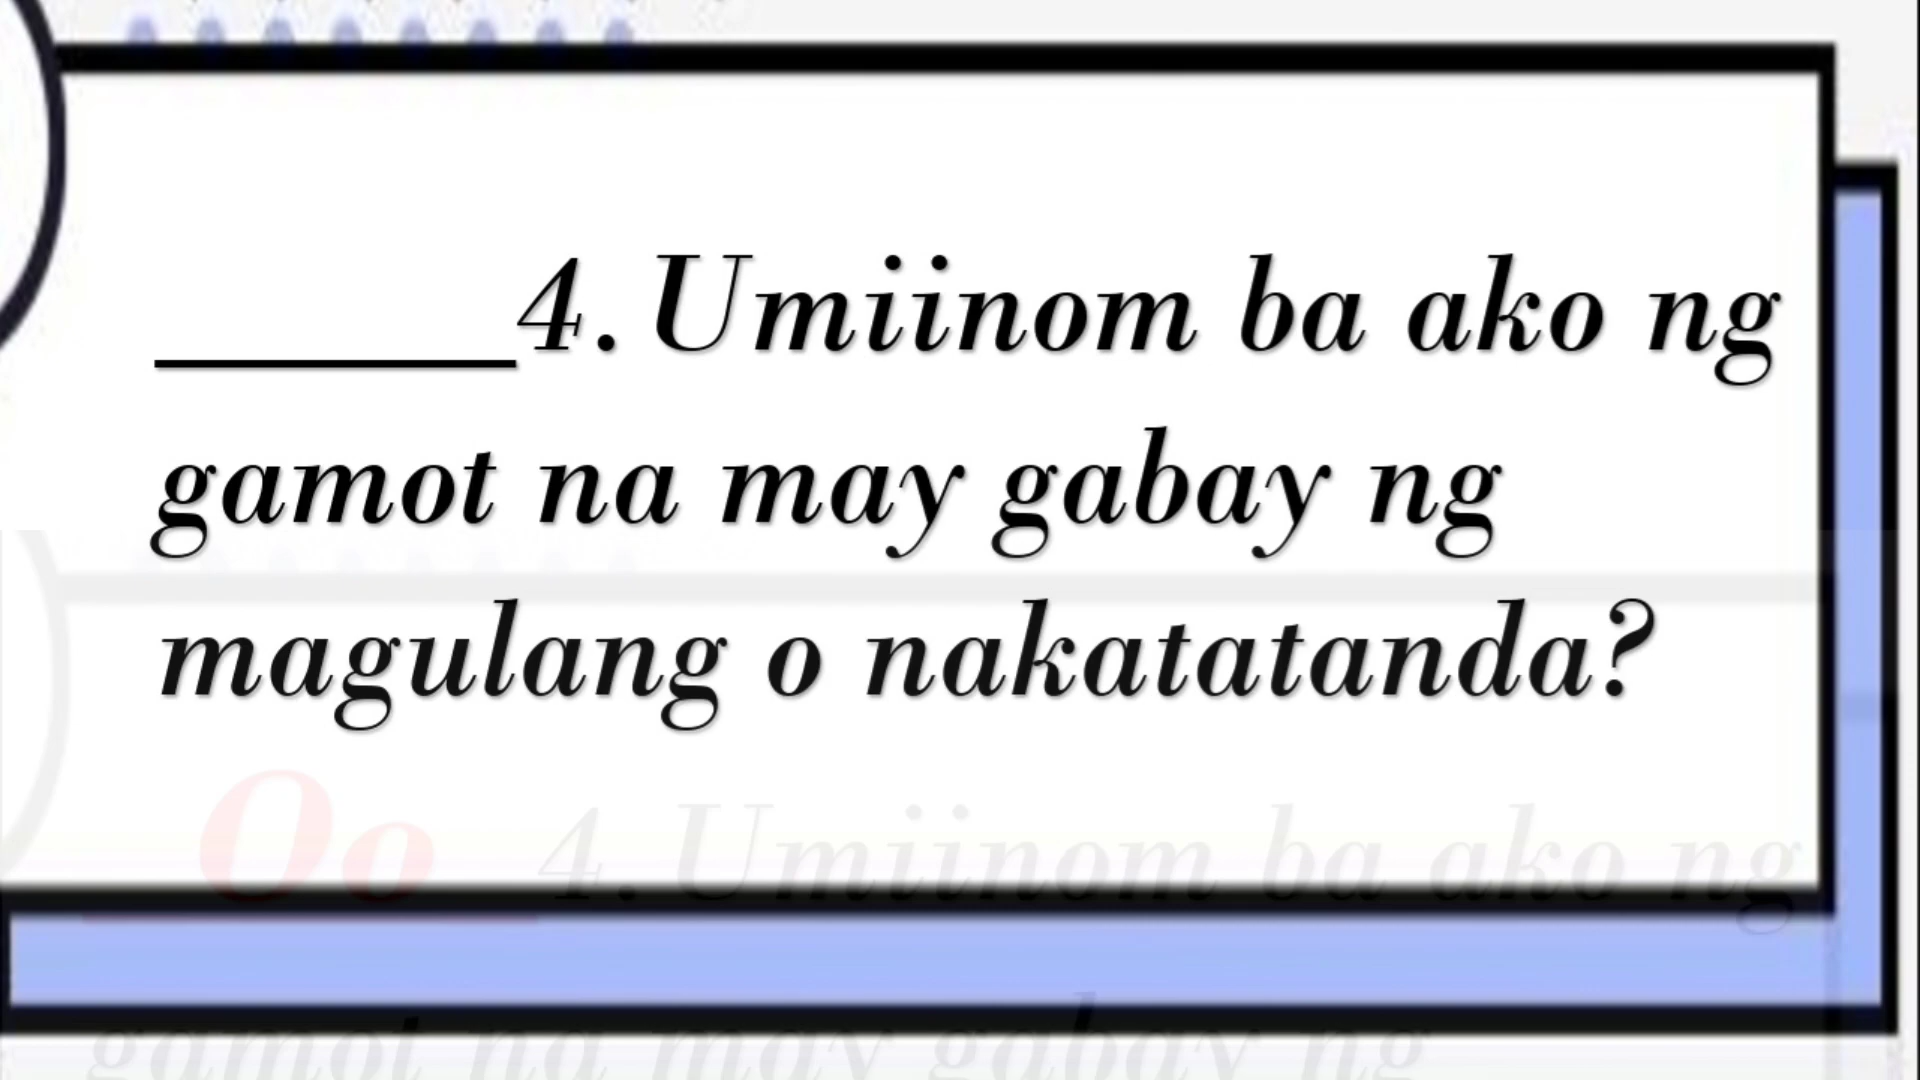 ______4. Umiinom ba ako ng
gamot na may gabay ng
magulang o nakatatanda?
Oo 4. Umiinom ba ako ng
gamot na may gabay ng